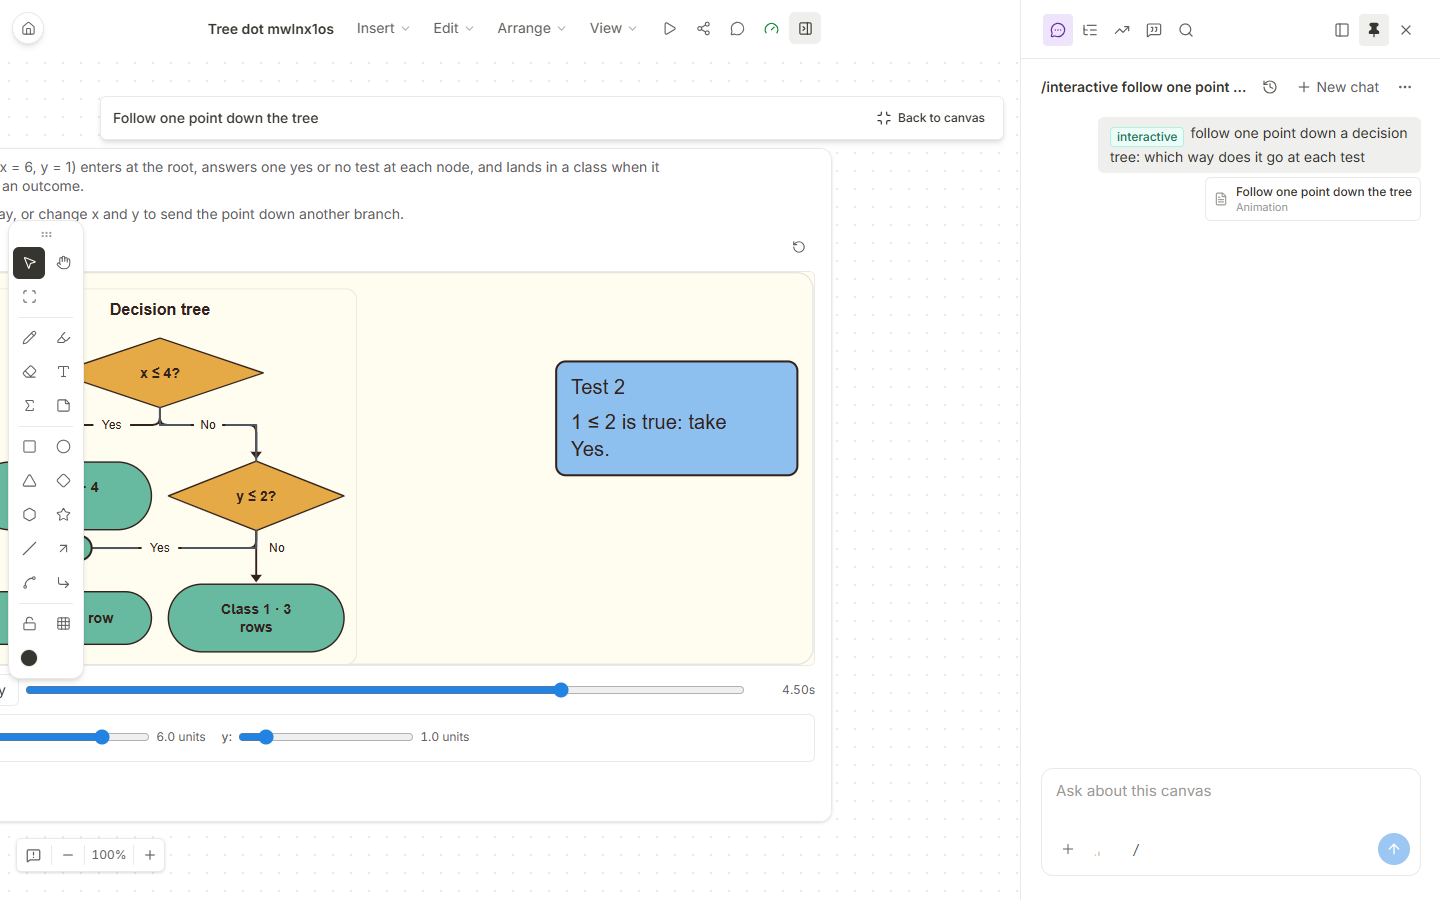 Tree dot mwlnx1os
Insert
Edit
Arrange
View
Follow one point down the tree
Back to canvas
x = 6, y = 1) enters at the root, answers one yes or no test at each node, and lands in a class when it
an outcome.
ay, or change x and y to send the point down another branch.
Decision tree
x ≤ 4?
Yes
No
· 4
y ≤ 2?
Yes
No
row
Class 1 · 3
rows
Test 2
1 ≤ 2 is true: take
Yes.
y
4.50s
6.0 units
y:
1.0 units
100%
/interactive follow one point ...
New chat
interactive follow one point down a decision
tree: which way does it go at each test
Follow one point down the tree
Animation
Ask about this canvas
/